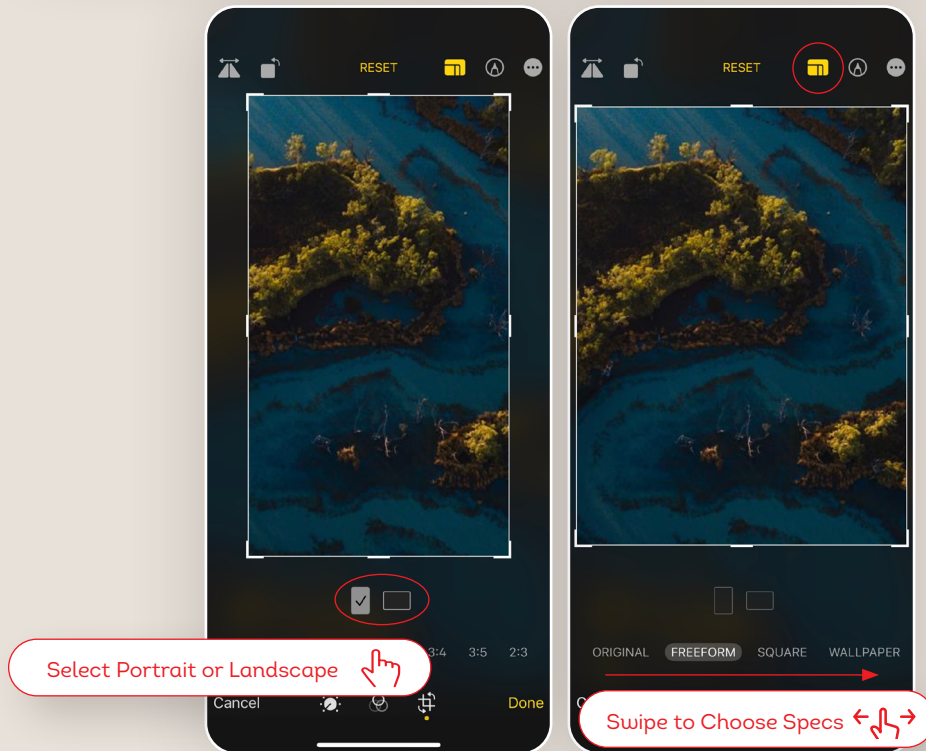 RESET
3:4 3:5 2:3
Select Portrait or Landscape
Cancel
Done
RESET
ORIGINAL FREEFORM SQUARE WALLPAPER
Swipe to Choose Specs